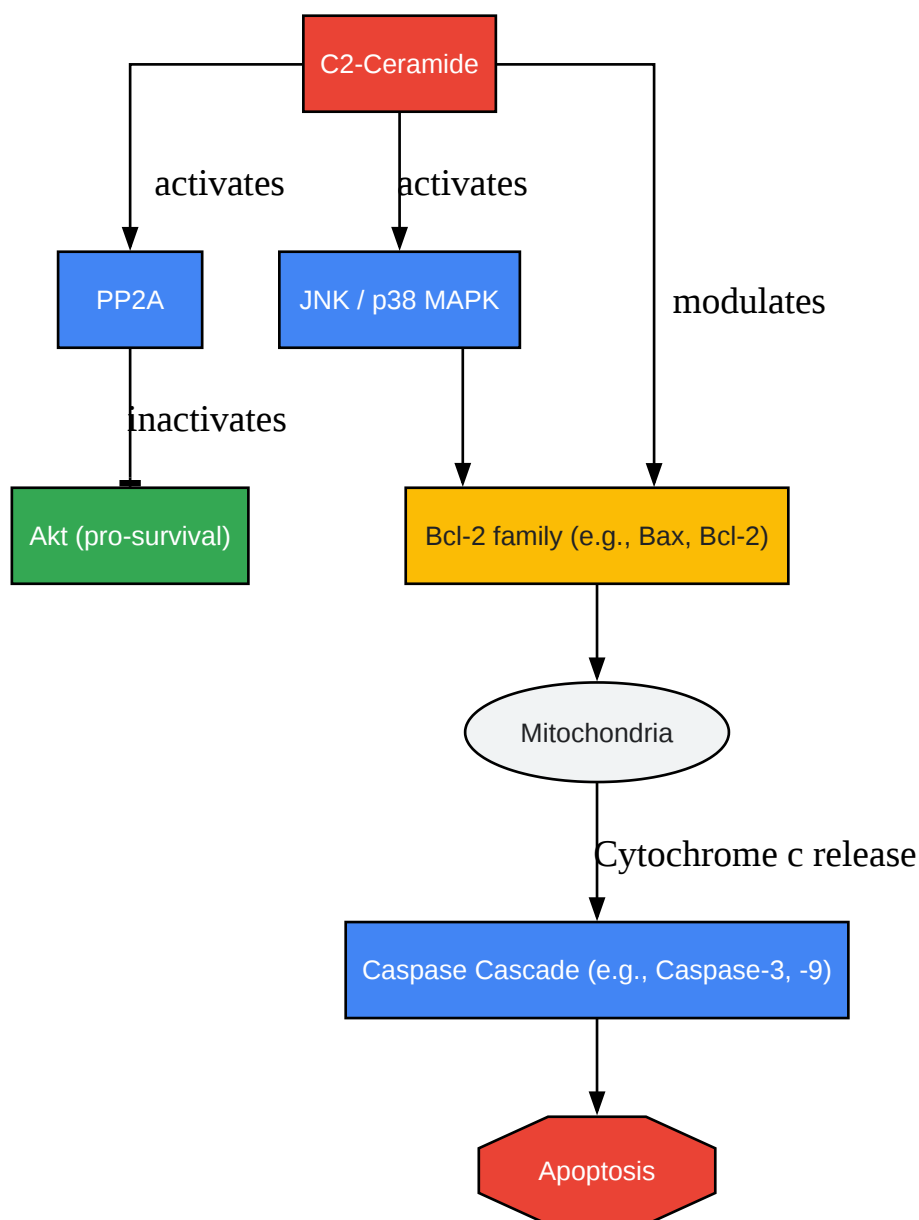 C2-Ceramide
activates
activates
PP2A
JNK / p38 MAPK
modulates
inactivates
Akt (pro-survival)
Bcl-2 family (e.g., Bax, Bcl-2)
Mitochondria
Cytochrome c release
Caspase Cascade (e.g., Caspase-3, -9)
Apoptosis